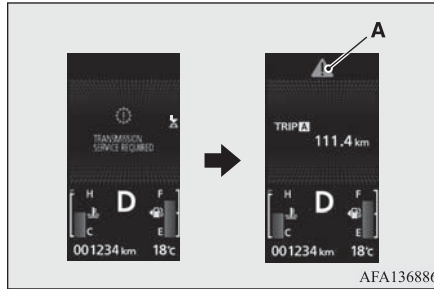 A
TRANSMISSION
SERVICE REQUIRED
F H D F
C E
001234 km 18℃
TRIP A
111.4 km
F H D F
C E
001234 km 18℃
AFA136886